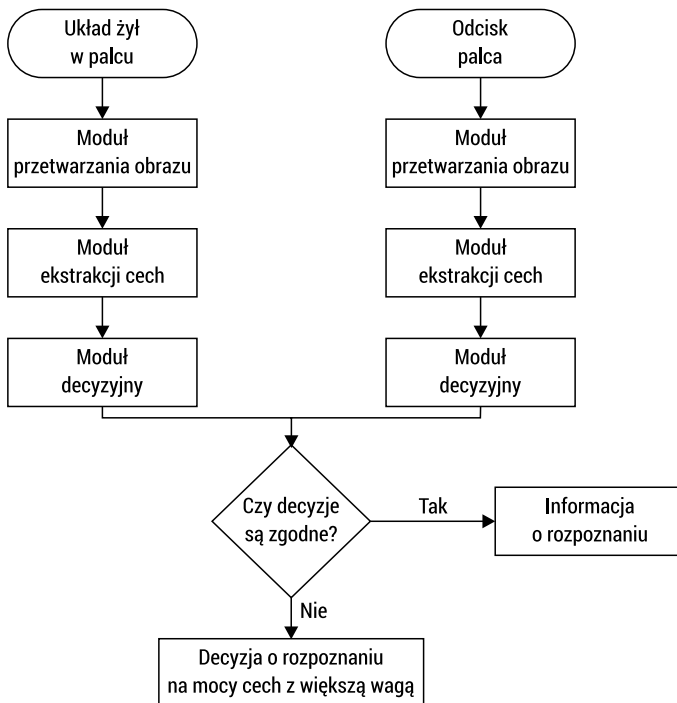 Układ żył
w palcu
Odcisk
palca
Moduł
przetwarzania obrazu
Moduł
przetwarzania obrazu
Moduł
ekstrakcji cech
Moduł
ekstrakcji cech
Moduł
decyzyjny
Moduł
decyzyjny
Czy decyzje
są zgodne?
Tak
Informacja
o rozpoznaniu
Nie
Decyzja o rozpoznaniu
na mocy cech z większą wagą